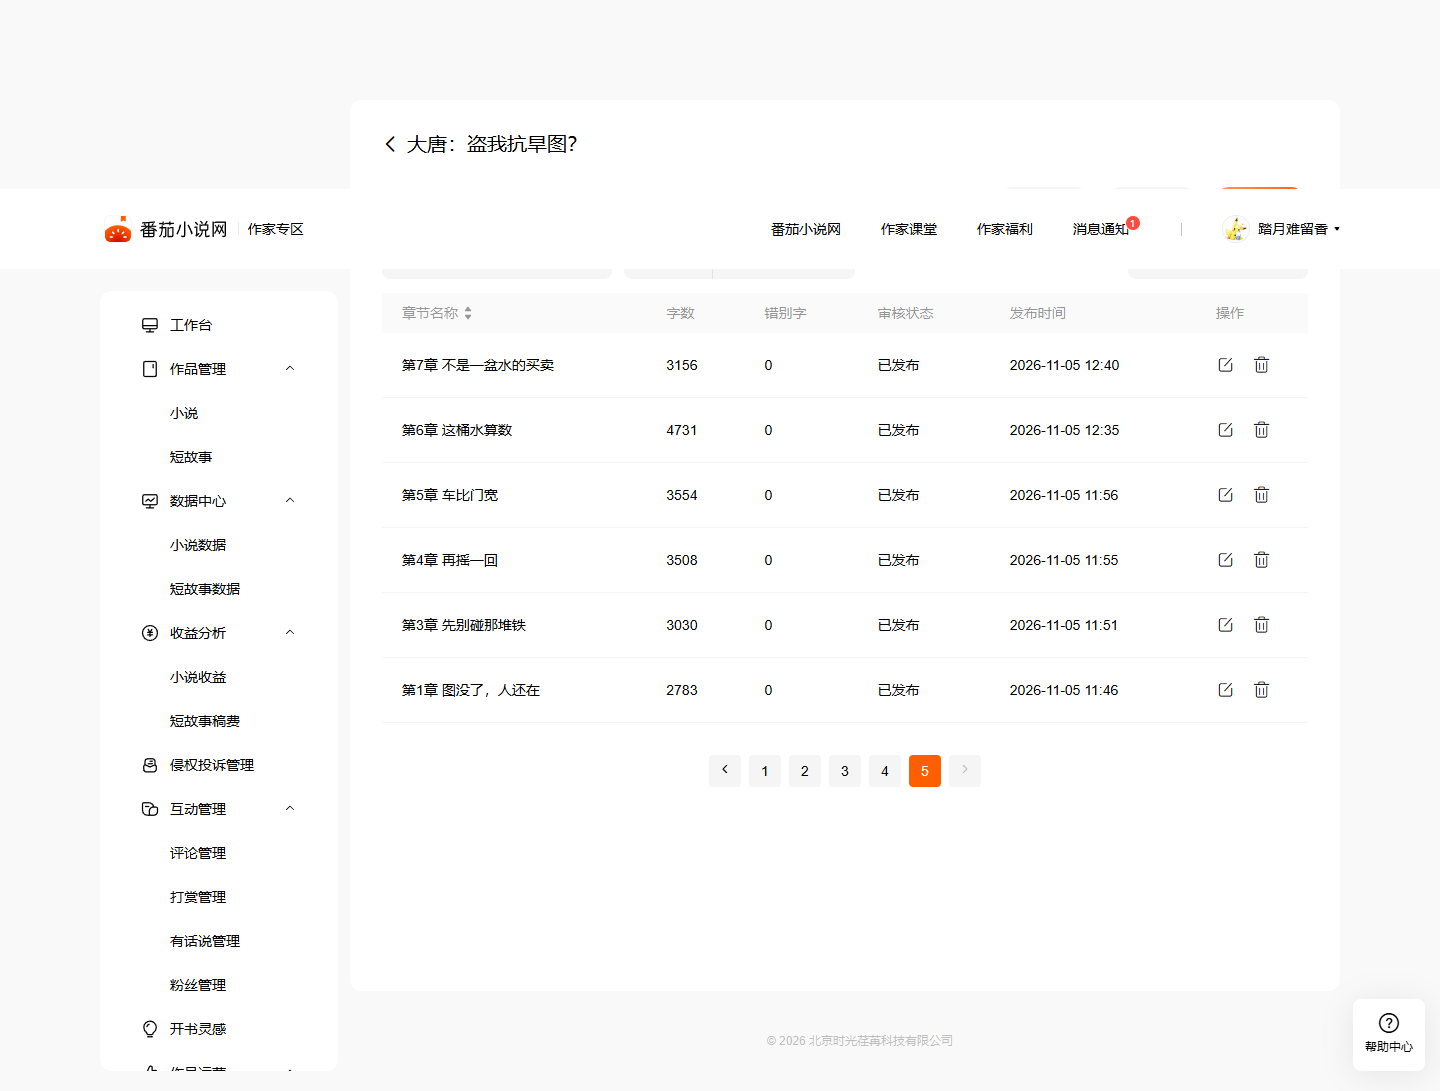 大唐：盗我抗旱图？
番茄小说网 作家专区 番茄小说网 作家课堂 作家福利 消息通知 1 踏月难留香
工作台
作品管理
小说
短故事
数据中心
小说数据
短故事数据
收益分析
小说收益
短故事稿费
侵权投诉管理
互动管理
评论管理
打赏管理
有话说管理
粉丝管理
开书灵感
作品运营
章节名称 字数 错别字 审核状态 发布时间 操作
第7章 不是一盆水的买卖 3156 0 已发布 2026-11-05 12:40
第6章 这桶水算数 4731 0 已发布 2026-11-05 12:35
第5章 车比门宽 3554 0 已发布 2026-11-05 11:56
第4章 再摇一回 3508 0 已发布 2026-11-05 11:55
第3章 先别碰那堆铁 3030 0 已发布 2026-11-05 11:51
第1章 图没了，人还在 2783 0 已发布 2026-11-05 11:46
1 2 3 4 5
© 2026 北京时光荏苒科技有限公司
帮助中心